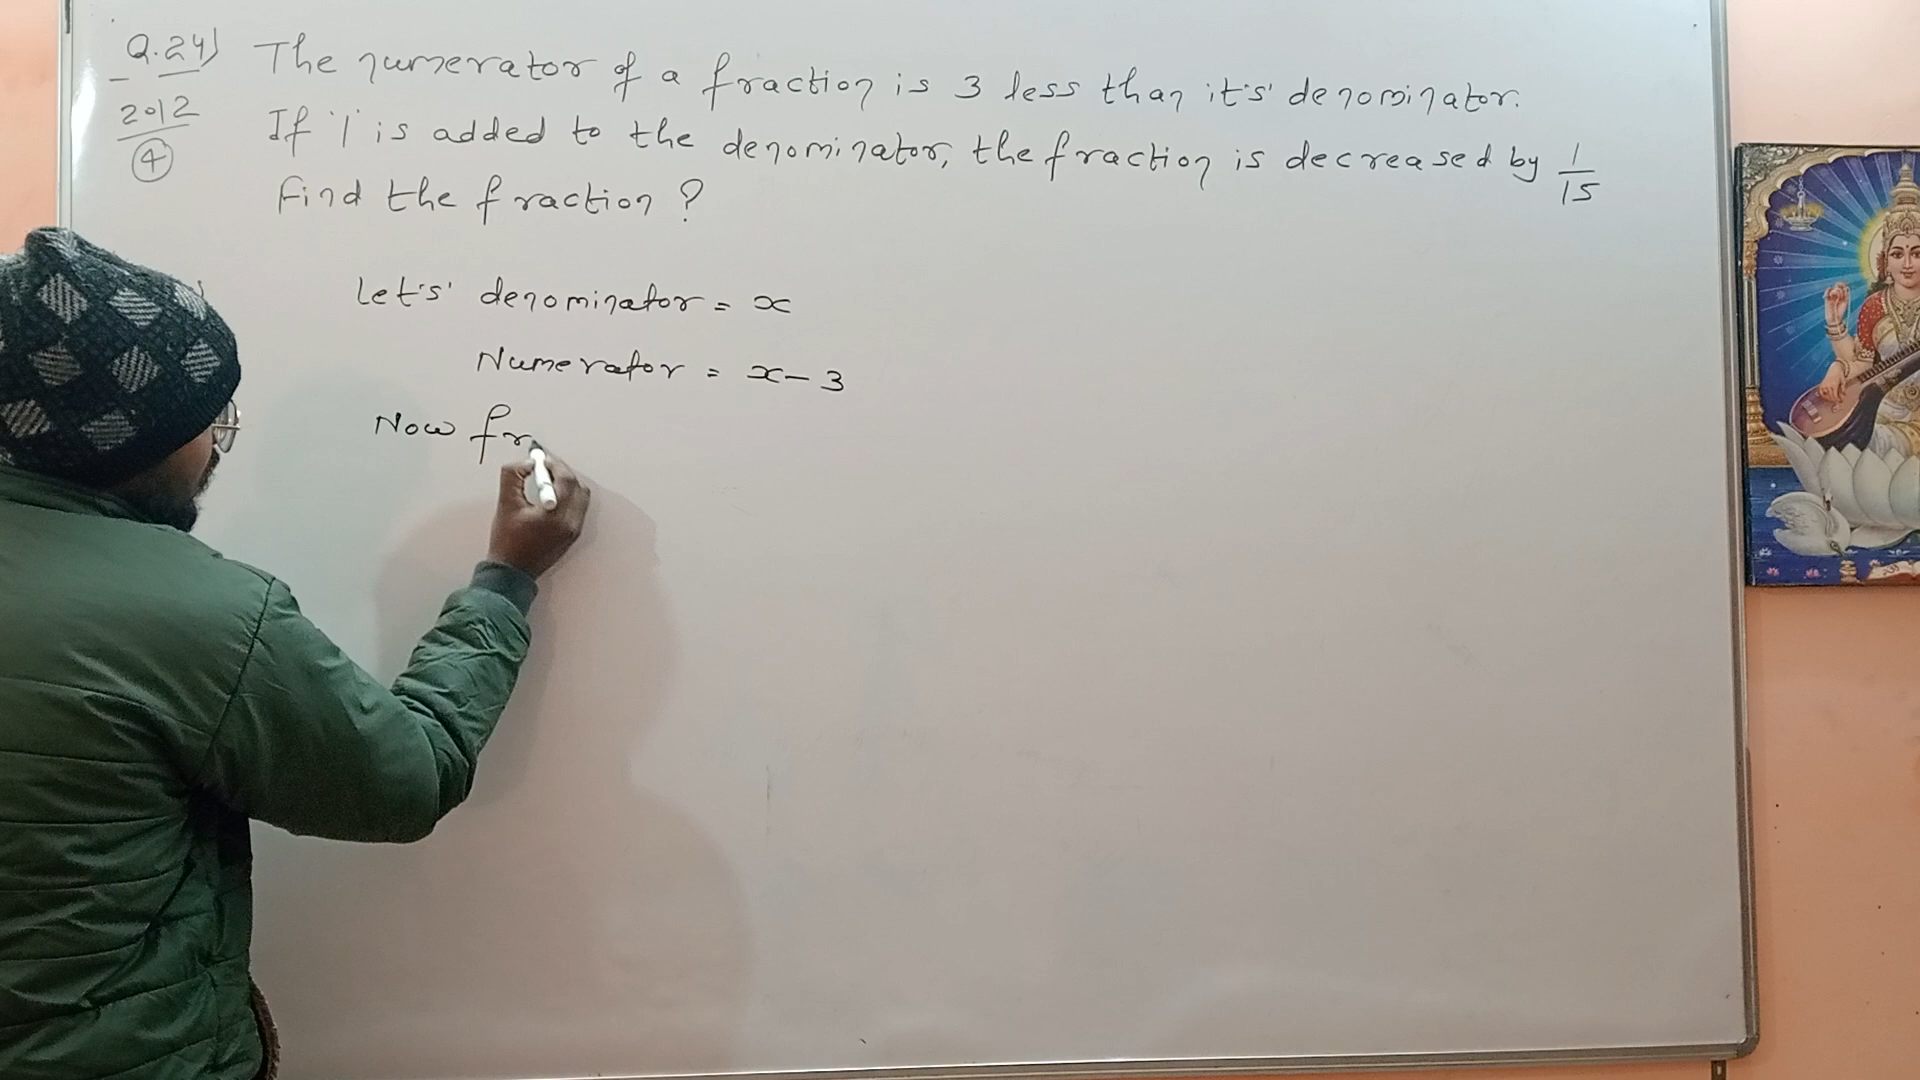 Q.24) The numerator of a fraction is 3 less than it's' denominator.
2012
④
If '1' is added to the denominator, the fraction is decreased by 1/15
Find the fraction ?
Let's' denominator = x
Numerator = x - 3
Now fr